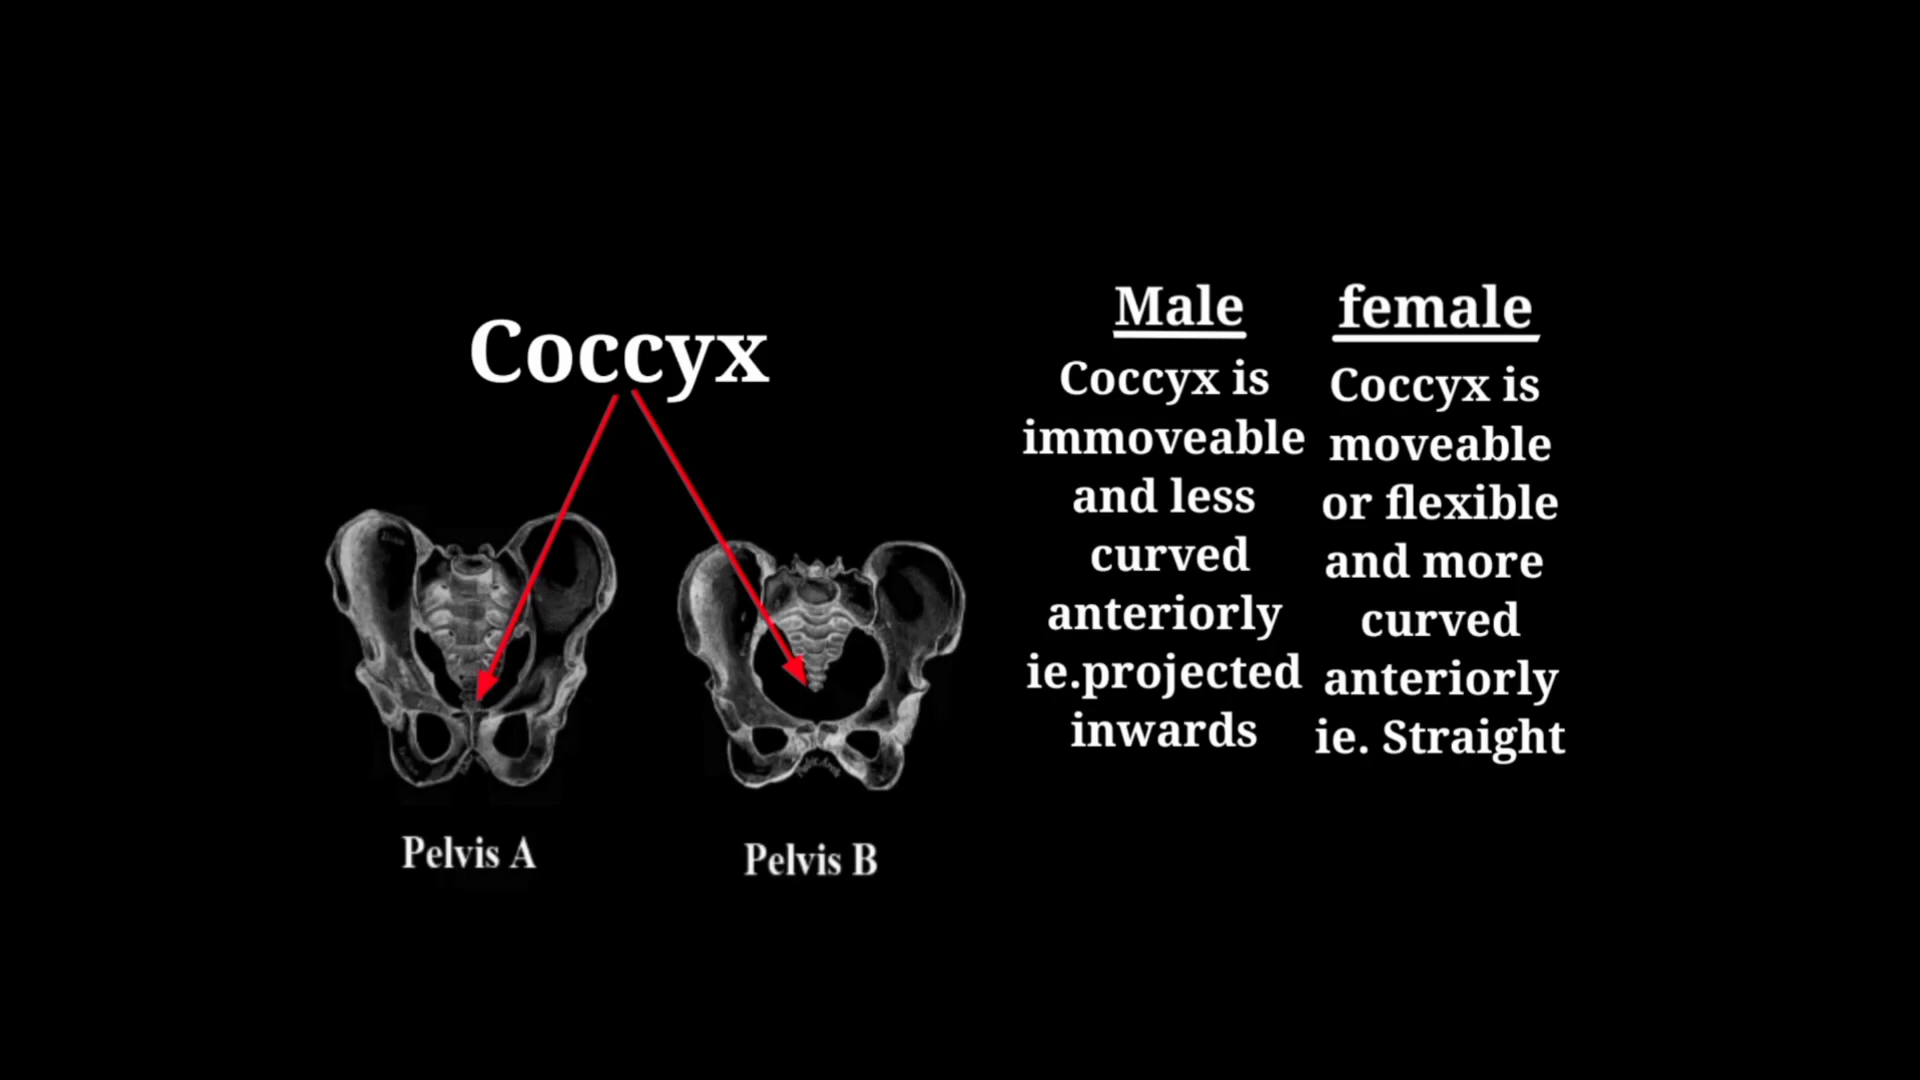 Coccyx
Male
Coccyx is
immoveable
and less
curved
anteriorly
ie.projected
inwards
female
Coccyx is
moveable
or flexible
and more
curved
anteriorly
ie. Straight
Pelvis A
Pelvis B